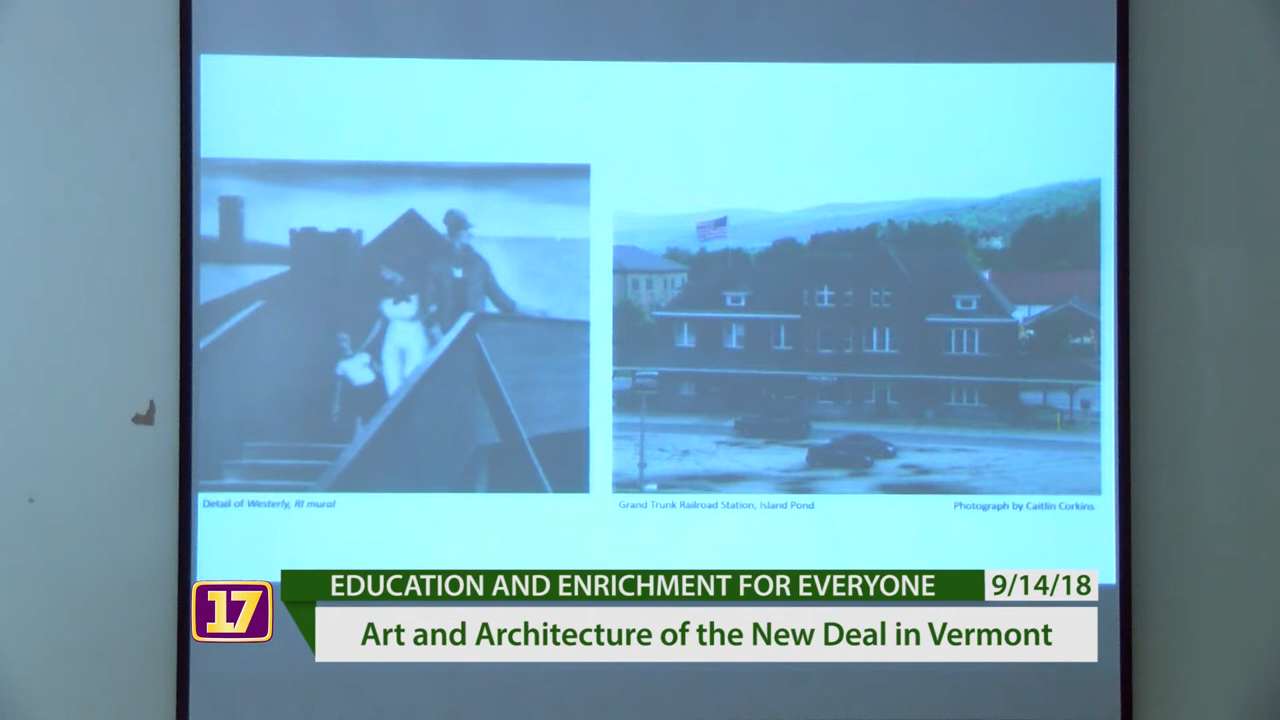 Detail of Westerly, RI mural
Grand Trunk Railroad Station, Island Pond
Photograph by Caitlin Corkins
17
EDUCATION AND ENRICHMENT FOR EVERYONE
9/14/18
Art and Architecture of the New Deal in Vermont